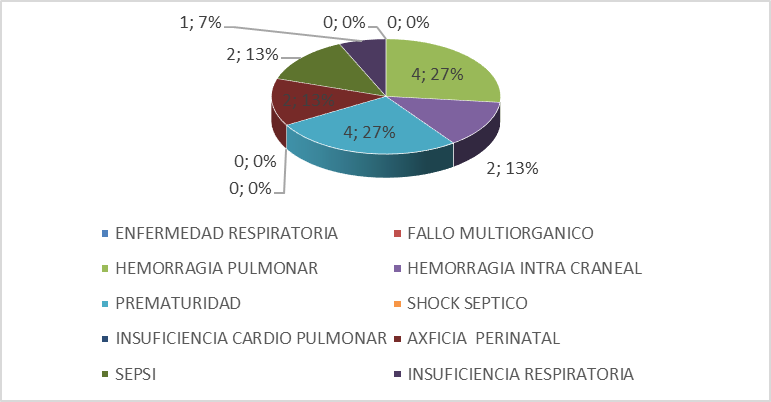 1; 7%
0; 0%
0; 0%
2; 13%
4; 27%
2; 13%
4; 27%
2; 13%
0; 0%
0; 0%
ENFERMEDAD RESPIRATORIA
FALLO MULTIORGANICO
HEMORRAGIA PULMONAR
HEMORRAGIA INTRA CRANEAL
PREMATURIDAD
SHOCK SEPTICO
INSUFICIENCIA CARDIO PULMONAR
AXFICIA PERINATAL
SEPSI
INSUFICIENCIA RESPIRATORIA